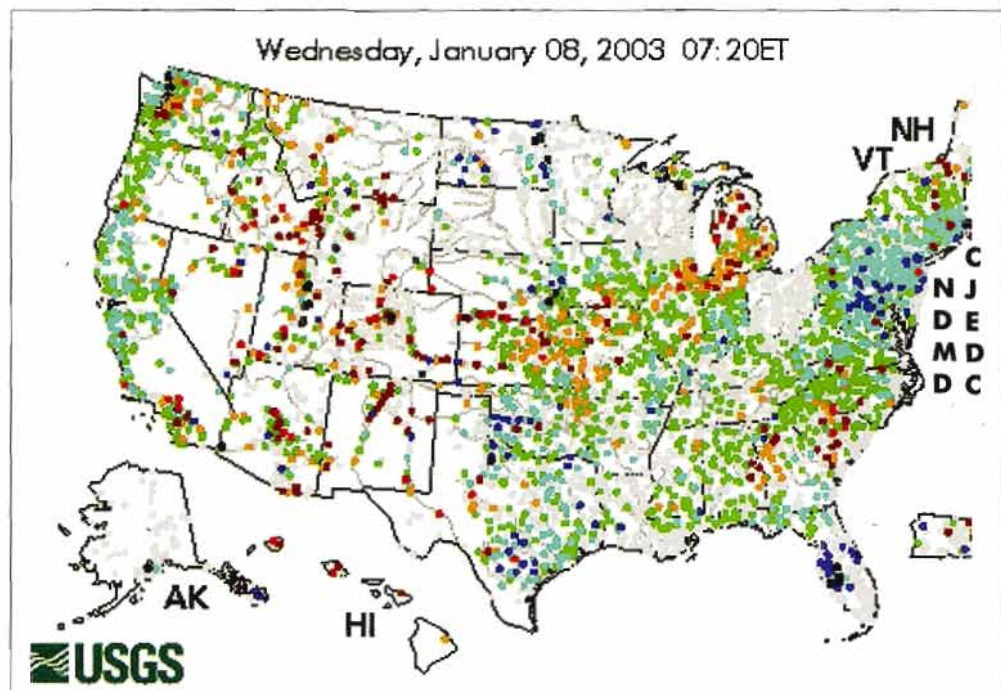 Wednesday, January 08, 2003 07:20ET
NH
VT
C
N J
D E
M D
D C
AK
HI
USGS